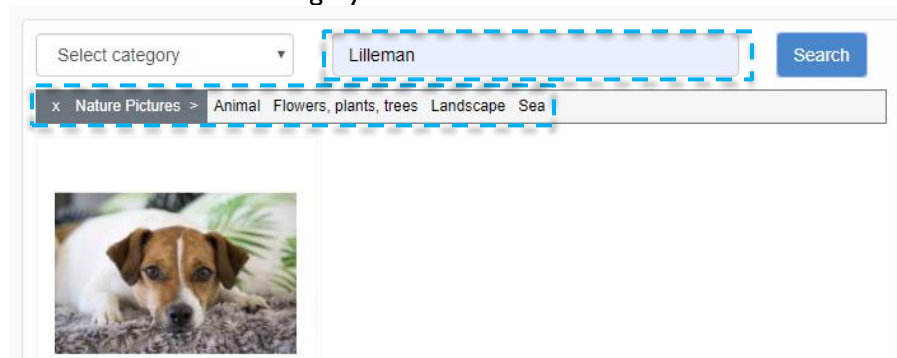 Select category ▾ Lilleman Search
x Nature Pictures > Animal Flowers, plants, trees Landscape Sea